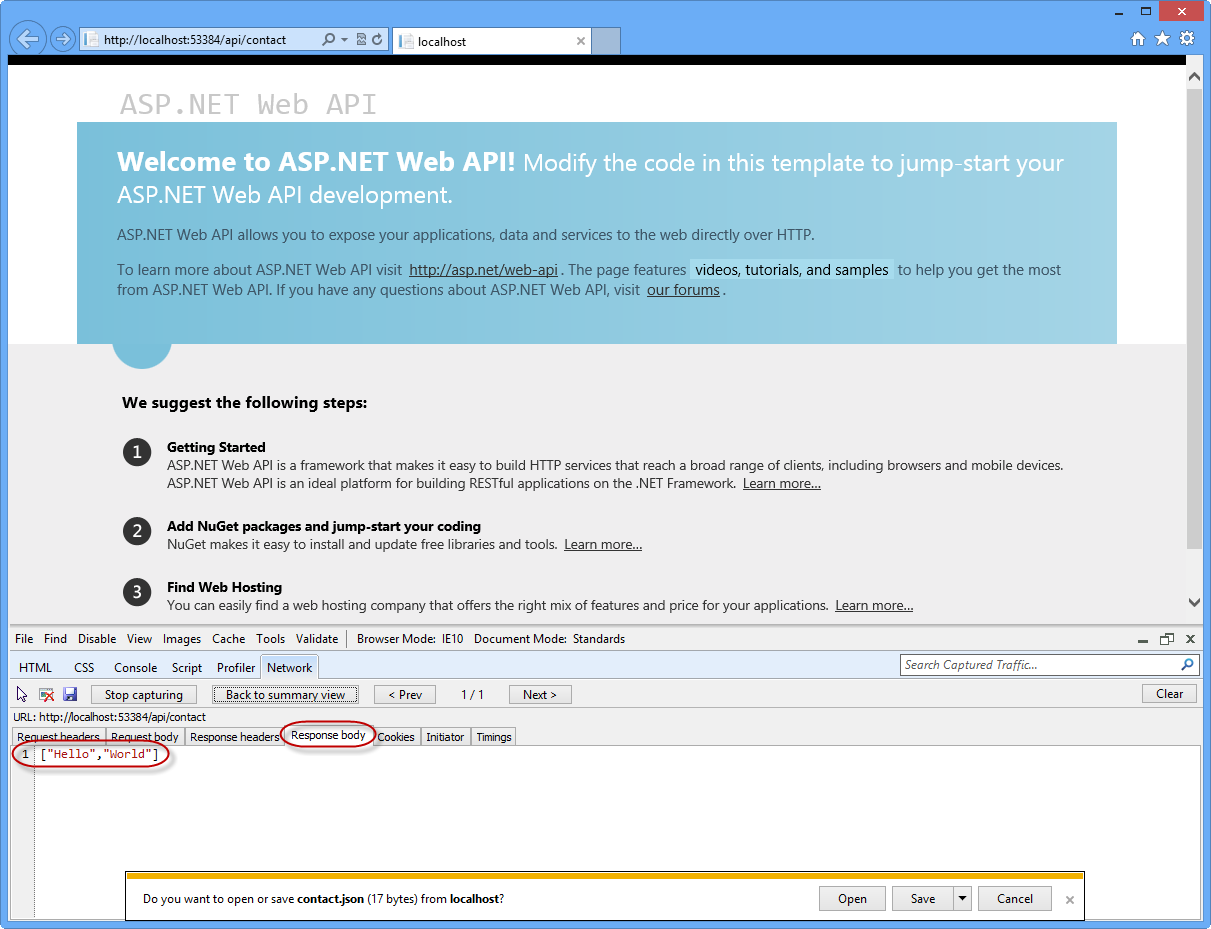 http://localhost:53384/api/contact
localhost
ASP.NET Web API
Welcome to ASP.NET Web API! Modify the code in this template to jump-start your
ASP.NET Web API development.
ASP.NET Web API allows you to expose your applications, data and services to the web directly over HTTP.
To learn more about ASP.NET Web API visit http://asp.net/web-api. The page features videos, tutorials, and samples to help you get the most
from ASP.NET Web API. If you have any questions about ASP.NET Web API, visit our forums.
We suggest the following steps:
1 Getting Started
ASP.NET Web API is a framework that makes it easy to build HTTP services that reach a broad range of clients, including browsers and mobile devices.
ASP.NET Web API is an ideal platform for building RESTful applications on the .NET Framework. Learn more...
2 Add NuGet packages and jump-start your coding
NuGet makes it easy to install and update free libraries and tools. Learn more...
3 Find Web Hosting
You can easily find a web hosting company that offers the right mix of features and price for your applications. Learn more...
File Find Disable View Images Cache Tools Validate Browser Mode: IE10 Document Mode: Standards
HTML CSS Console Script Profiler Network Search Captured Traffic...
Stop capturing Back to summary view < Prev 1 / 1 Next > Clear
URL: http://localhost:53384/api/contact
Request headers Request body Response headers Response body Cookies Initiator Timings
1 ["Hello","World"]
Do you want to open or save contact.json (17 bytes) from localhost? Open Save Cancel